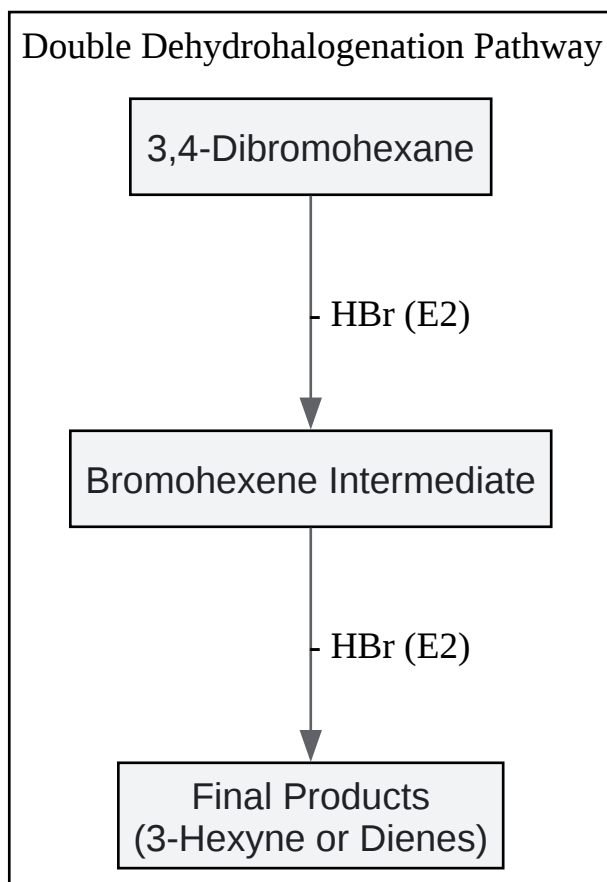 Double Dehydrohalogenation Pathway
3,4-Dibromohexane
- HBr (E2)
Bromohexene Intermediate
- HBr (E2)
Final Products
(3-Hexyne or Dienes)